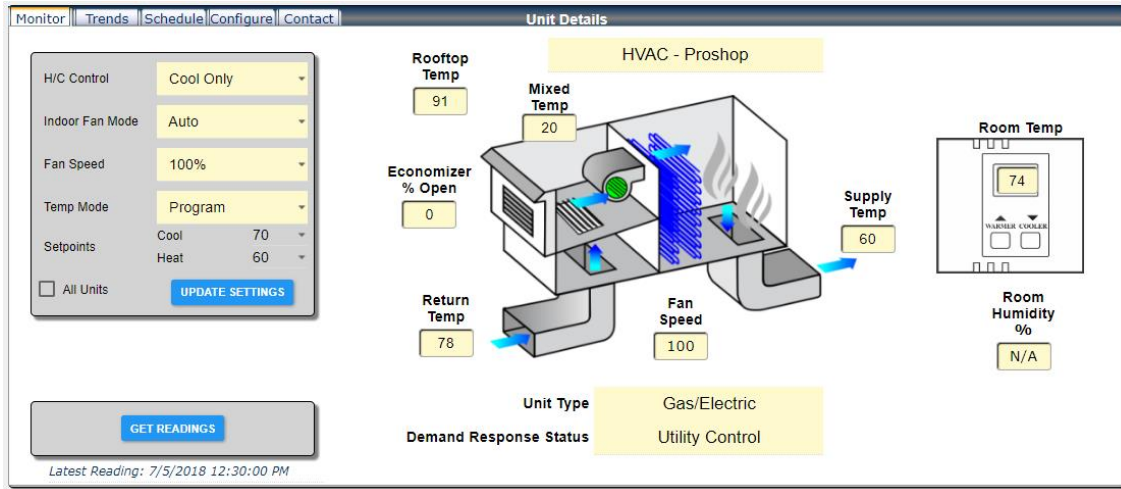 Monitor Trends Schedule Configure Contact
Unit Details
H/C Control Cool Only
Indoor Fan Mode Auto
Fan Speed 100%
Temp Mode Program
Setpoints
Cool 70
Heat 60
All Units UPDATE SETTINGS
GET READINGS
Latest Reading: 7/5/2018 12:30:00 PM
HVAC - Proshop
Rooftop
Temp
91
Mixed
Temp
20
Economizer
% Open
0
Return
Temp
78
Fan
Speed
100
Supply
Temp
60
Room Temp
74
WARMER COOLER
Room
Humidity
%
N/A
Unit Type Gas/Electric
Demand Response Status Utility Control